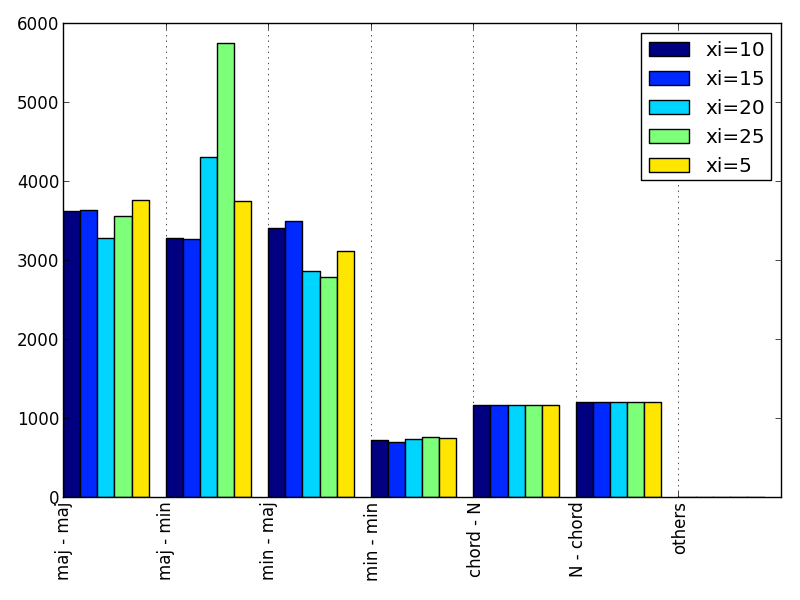 6000
5000
4000
3000
2000
1000
0
xi=10
xi=15
xi=20
xi=25
xi=5
maj - maj
maj - min
min - maj
min - min
chord - N
N - chord
others